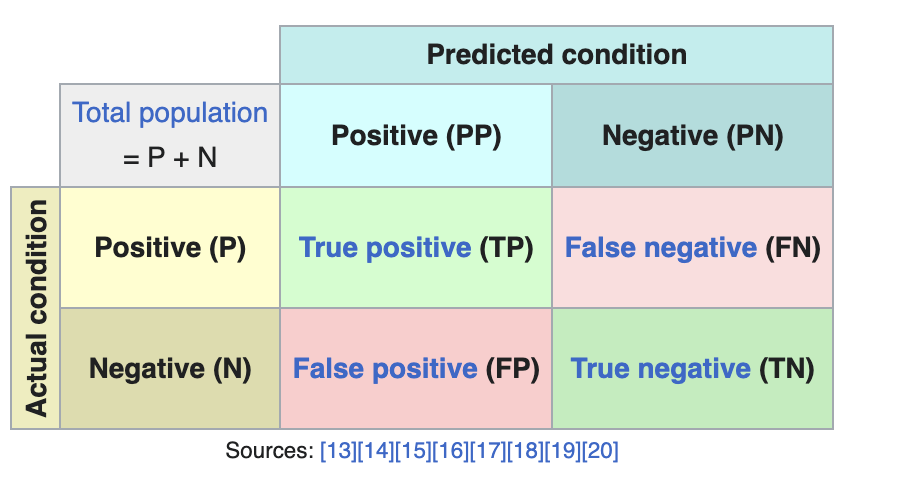 Predicted condition
Total population
= P + N
Positive (PP)
Negative (PN)
Actual condition
Positive (P)
True positive (TP)
False negative (FN)
Negative (N)
False positive (FP)
True negative (TN)
Sources: [13][14][15][16][17][18][19][20]